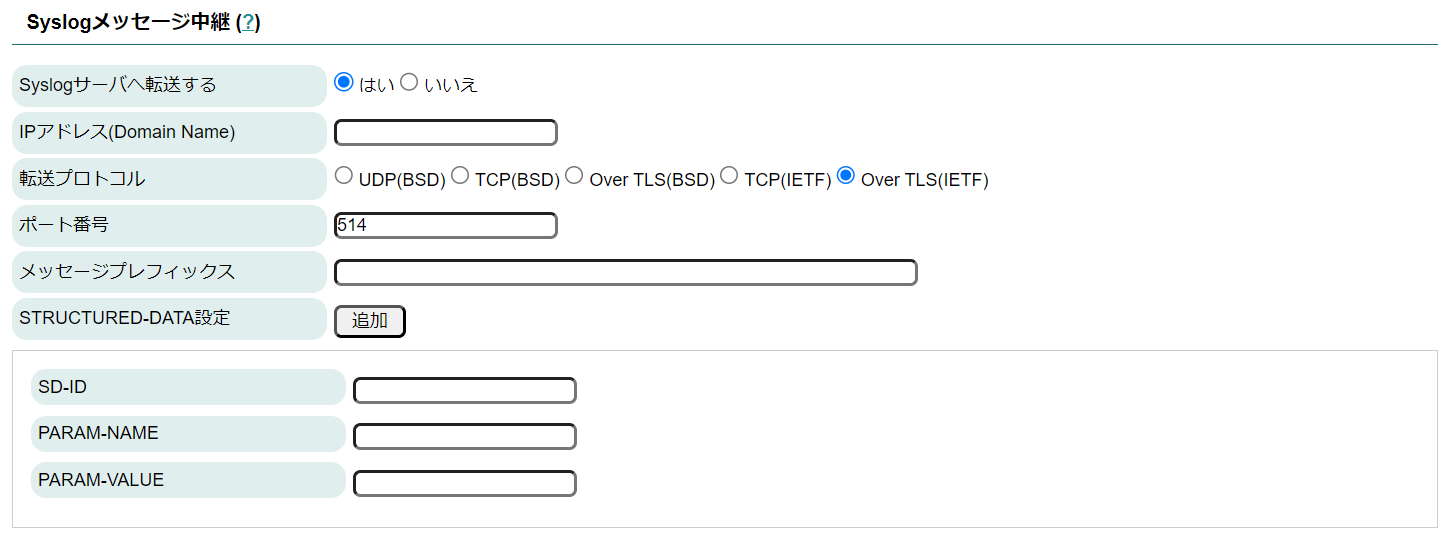 Syslogメッセージ中継 (?)
Syslogサーバへ転送する はい いいえ
IPアドレス(Domain Name)
転送プロトコル UDP(BSD) TCP(BSD) Over TLS(BSD) TCP(IETF) Over TLS(IETF)
ポート番号 514
メッセージプレフィックス
STRUCTURED-DATA設定 追加
SD-ID
PARAM-NAME
PARAM-VALUE